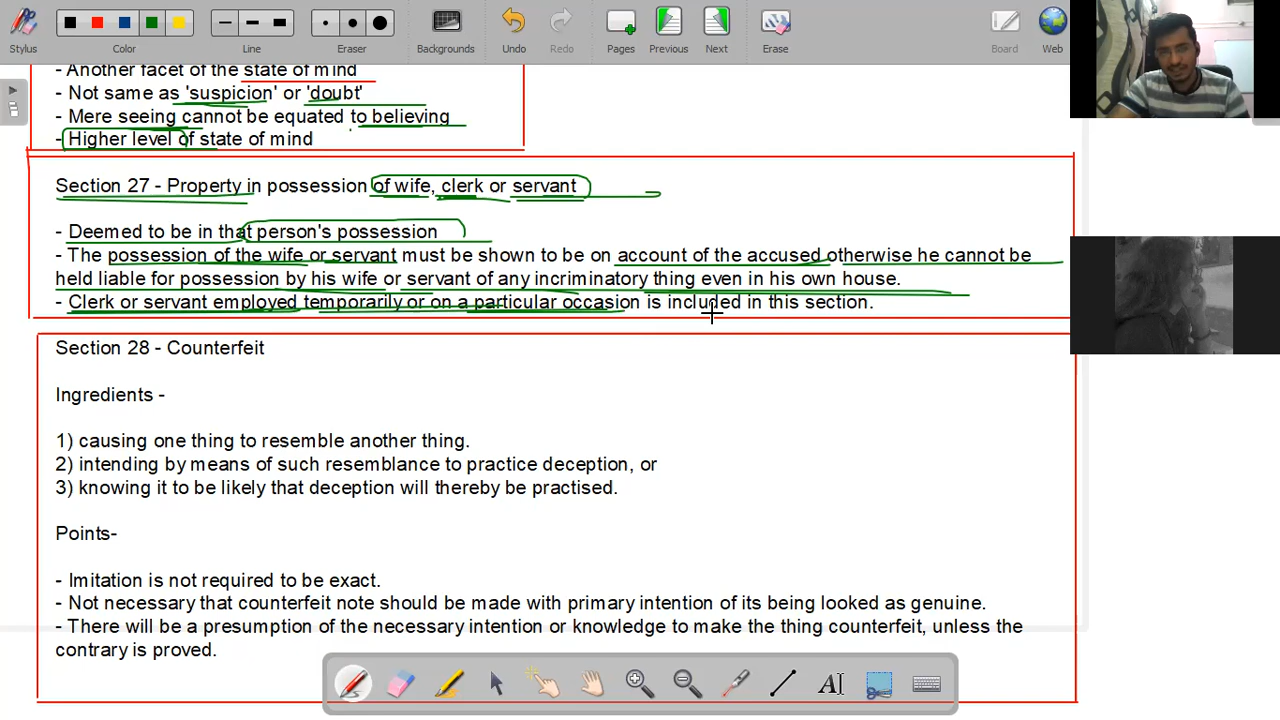 Stylus Color Line Eraser Backgrounds Undo Redo Pages Previous Next Erase Board Web
- Another facet of the state of mind
- Not same as 'suspicion' or 'doubt'
- Mere seeing cannot be equated to believing
- Higher level of state of mind
Section 27 - Property in possession of wife, clerk or servant
- Deemed to be in that person's possession
- The possession of the wife or servant must be shown to be on account of the accused otherwise he cannot be
held liable for possession by his wife or servant of any incriminatory thing even in his own house.
- Clerk or servant employed temporarily or on a particular occasion is included in this section.
Section 28 - Counterfeit
Ingredients -
1) causing one thing to resemble another thing.
2) intending by means of such resemblance to practice deception, or
3) knowing it to be likely that deception will thereby be practised.
Points-
- Imitation is not required to be exact.
- Not necessary that counterfeit note should be made with primary intention of its being looked as genuine.
- There will be a presumption of the necessary intention or knowledge to make the thing counterfeit, unless the
contrary is proved.